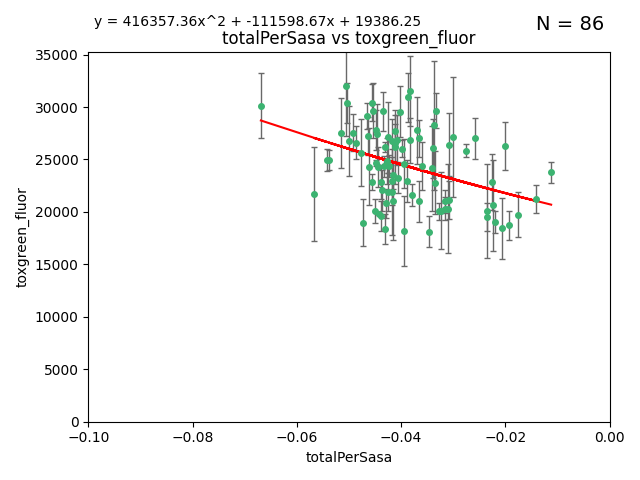 y = 416357.36x^2 + -111598.67x + 19386.25
N = 86
totalPerSasa vs toxgreen_fluor
35000
30000
25000
20000
15000
10000
5000
0
toxgreen_fluor
−0.10
−0.08
−0.06
−0.04
−0.02
0.00
totalPerSasa